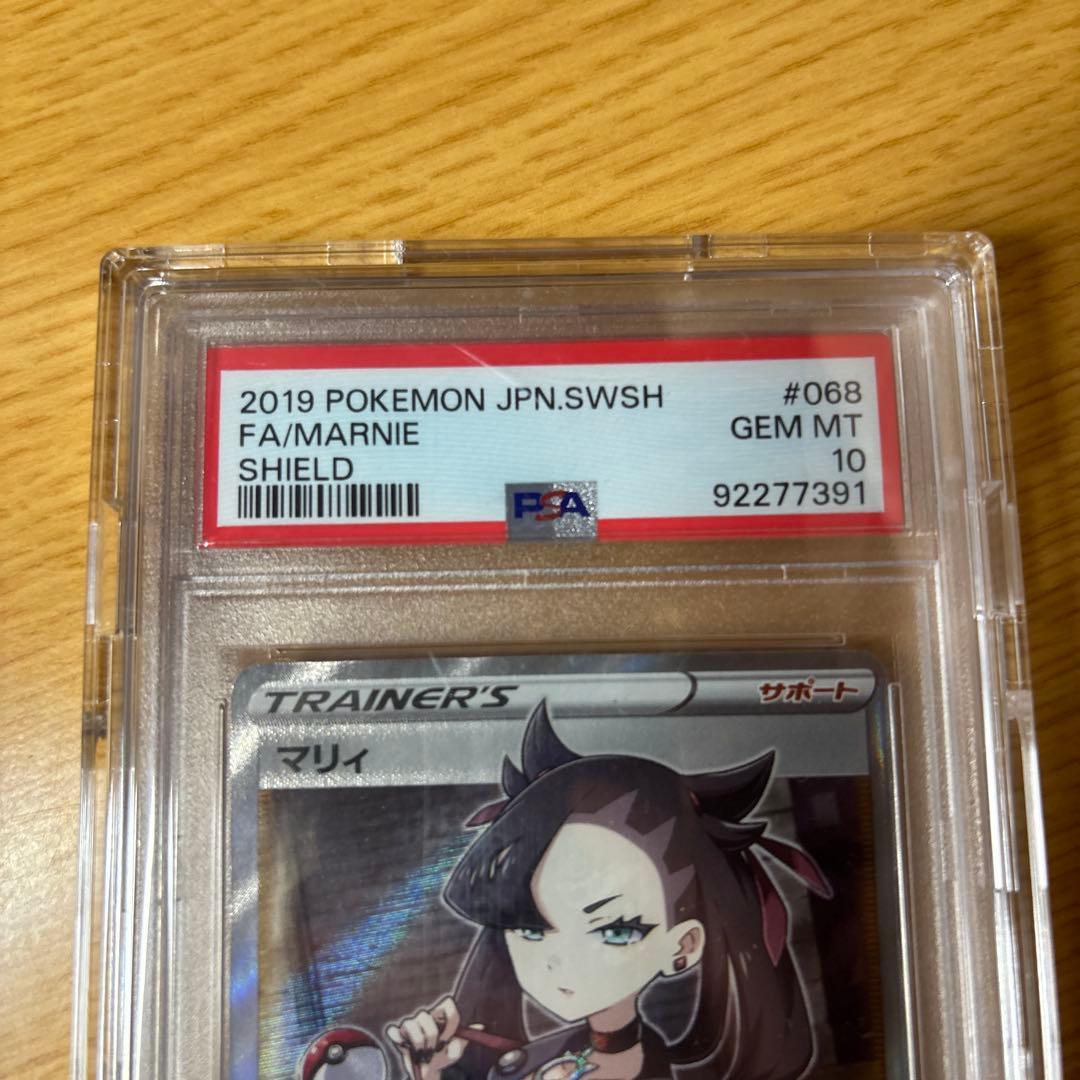 2019 POKEMON JPN.SWSH #068
FA/MARNIE GEM MT
SHIELD 10
PSA 92277391
TRAINER'S サポート
マリィ